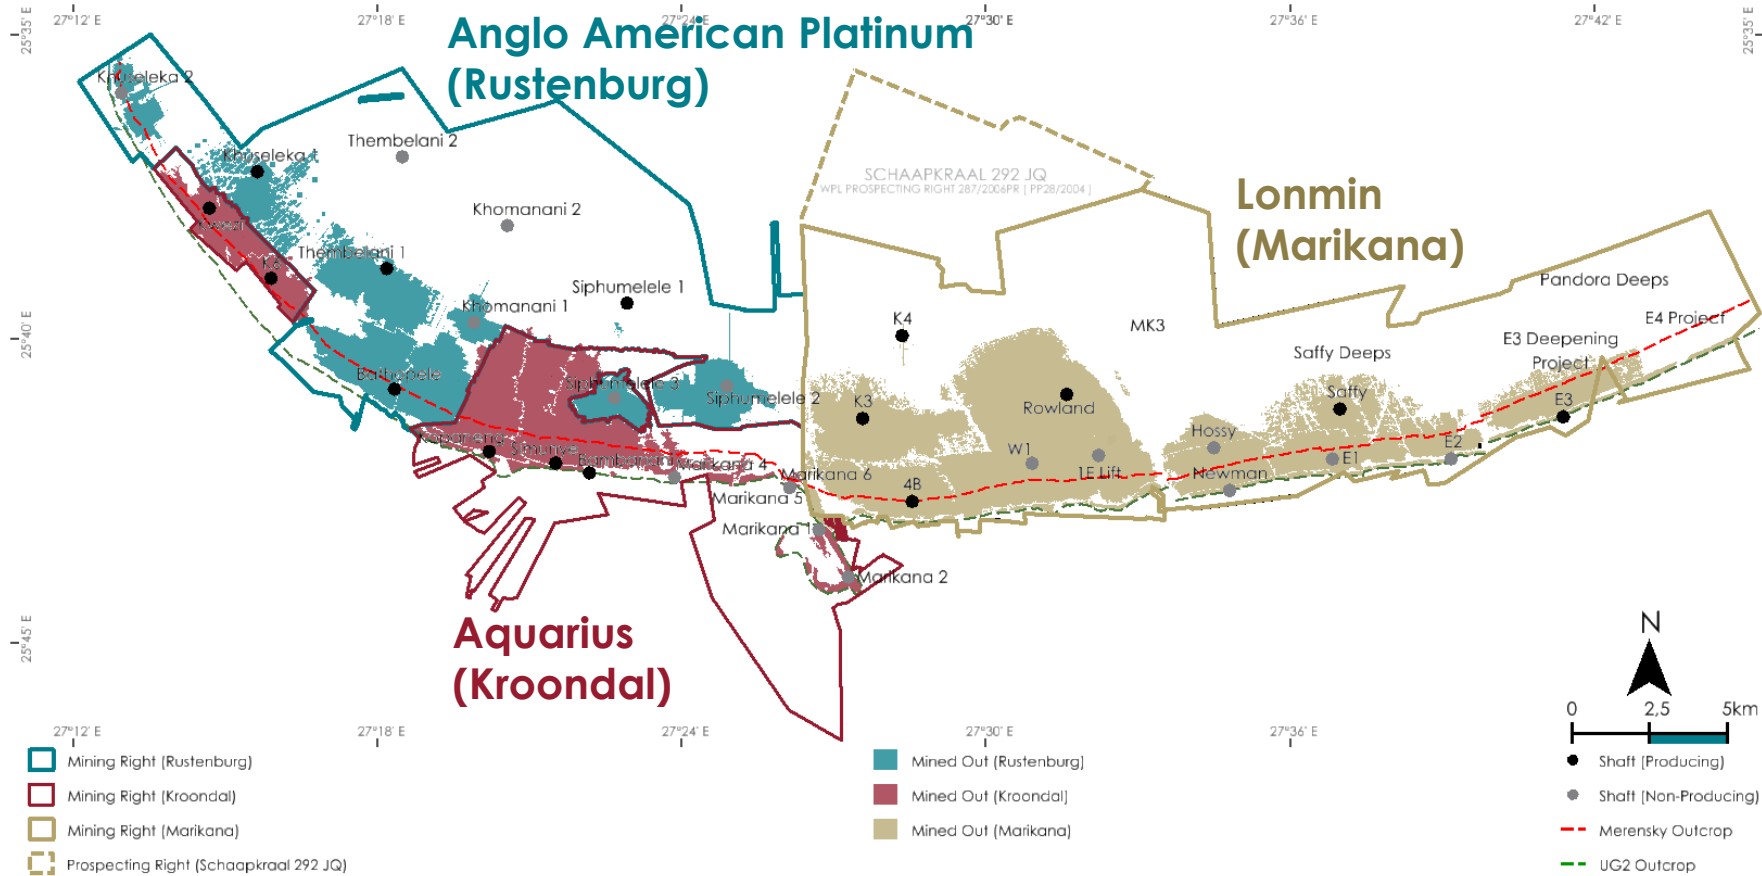 27°12' E
27°18' E
27°24' E
27°30' E
27°36' E
27°42' E
25°35' E
25°35' E
Anglo American Platinum
(Rustenburg)
Khuseleka 2
Thembelani 2
Khuseleka 1
SCHAAPKRAAL 292 JQ
WPL PROSPECTING RIGHT 287/2006PR ( PP28/2004 )
Lonmin
(Marikana)
Khomanani 2
Kwezi
Thembelani 1
K6
Siphumelele 1
Pandora Deeps
Khomanani 1
K4
MK3
E4 Project
25°40' E
25°40' E
E3 Deepening
Project
Saffy Deeps
Bathopele
Siphumelele 3
Siphumelele 2
K3
Rowland
Saffy
E3
Kopaneng
Simunye
Bambanani
Marikana 4
Marikana 6
W1
1E Lift
Hossy
Newman
E1
E2
Marikana 5
4B
Marikana 1
Marikana 2
Aquarius
(Kroondal)
25°45' E
N
0 2,5 5km
27°12' E
27°18' E
27°24' E
27°30' E
27°36' E
Mining Right (Rustenburg)
Mining Right (Kroondal)
Mining Right (Marikana)
Prospecting Right (Schaapkraal 292 JQ)
Mined Out (Rustenburg)
Mined Out (Kroondal)
Mined Out (Marikana)
Shaft (Producing)
Shaft (Non-Producing)
Merensky Outcrop
UG2 Outcrop